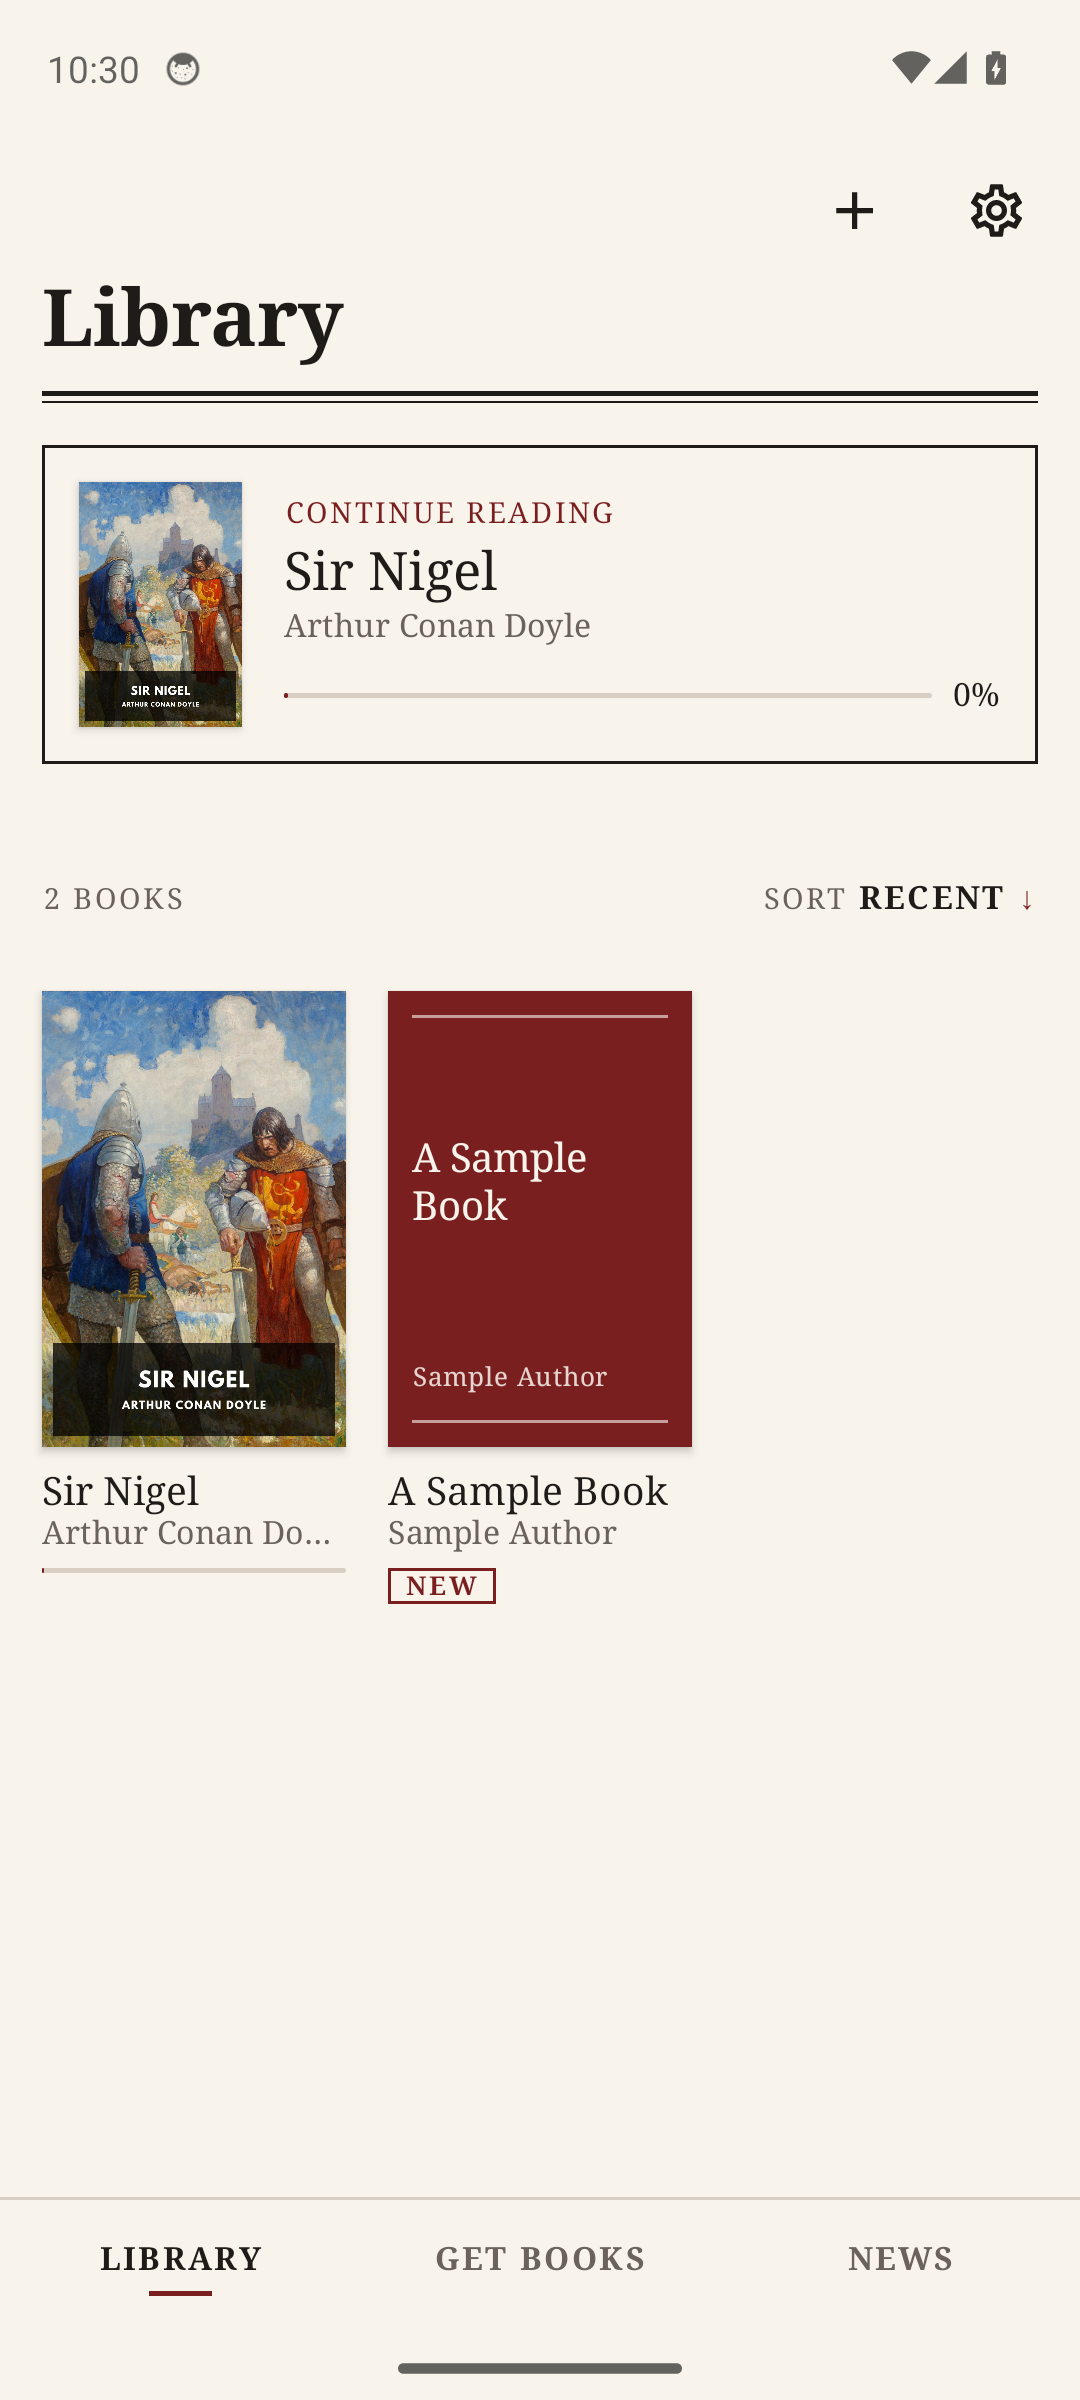 10:30
Library
CONTINUE READING
Sir Nigel
Arthur Conan Doyle
0%
SIR NIGEL
ARTHUR CONAN DOYLE
2 BOOKS
SORT RECENT ↓
SIR NIGEL
ARTHUR CONAN DOYLE
Sir Nigel
Arthur Conan Do...
A Sample
Book
Sample Author
A Sample Book
Sample Author
NEW
LIBRARY
GET BOOKS
NEWS